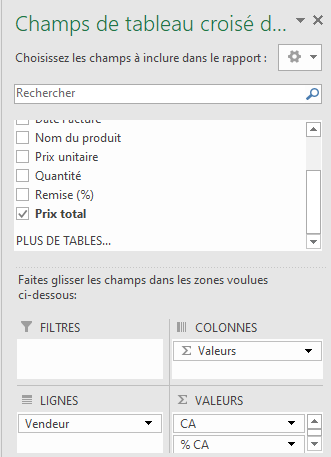 Champs de tableau croisé d...
Choisissez les champs à inclure dans le rapport :
Rechercher
Date Facture
Nom du produit
Prix unitaire
Quantité
Remise (%)
Prix total
PLUS DE TABLES...
Faites glisser les champs dans les zones voulues
ci-dessous:
FILTRES
COLONNES
Σ Valeurs
LIGNES
Σ VALEURS
Vendeur
CA
% CA